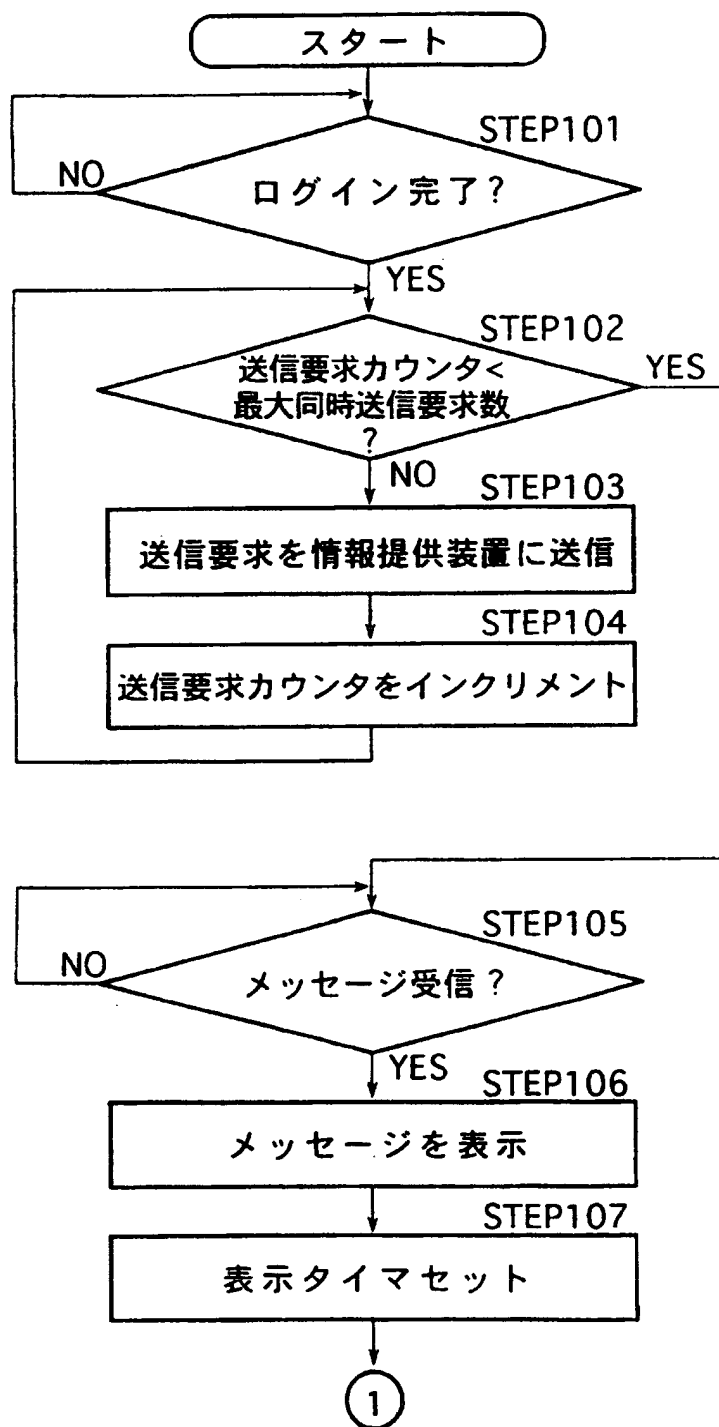 スタート
STEP101
NO
ログイン完了?
YES
STEP102
送信要求カウンタ<
最大同時送信要求数
?
YES
NO
STEP103
送信要求を情報提供装置に送信
STEP104
送信要求カウンタをインクリメント
STEP105
NO
メッセージ受信?
YES
STEP106
メッセージを表示
STEP107
表示タイマセット
1